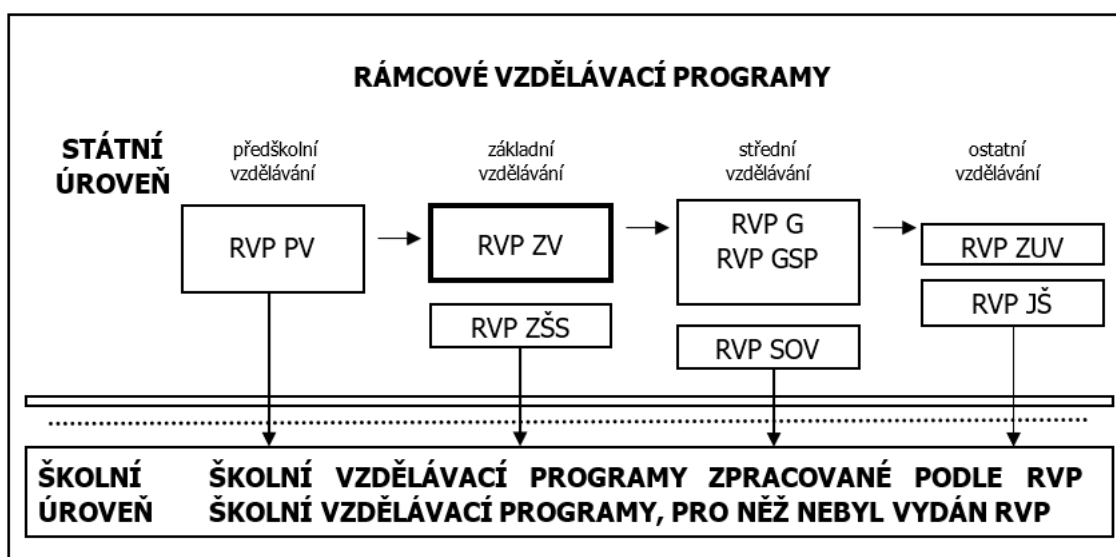 RÁMCOVÉ VZDĚLÁVACÍ PROGRAMY
STÁTNÍ
ÚROVEŇ
předškolní
vzdělávání
základní
vzdělávání
střední
vzdělávání
ostatní
vzdělávání
RVP PV
RVP ZV
RVP G
RVP GSP
RVP ZUV
RVP JŠ
RVP ZŠS
RVP SOV
ŠKOLNÍ ŠKOLNÍ VZDĚLÁVACÍ PROGRAMY ZPRACOVANÉ PODLE RVP
ÚROVEŇ ŠKOLNÍ VZDĚLÁVACÍ PROGRAMY, PRO NĚŽ NEBYL VYDÁN RVP